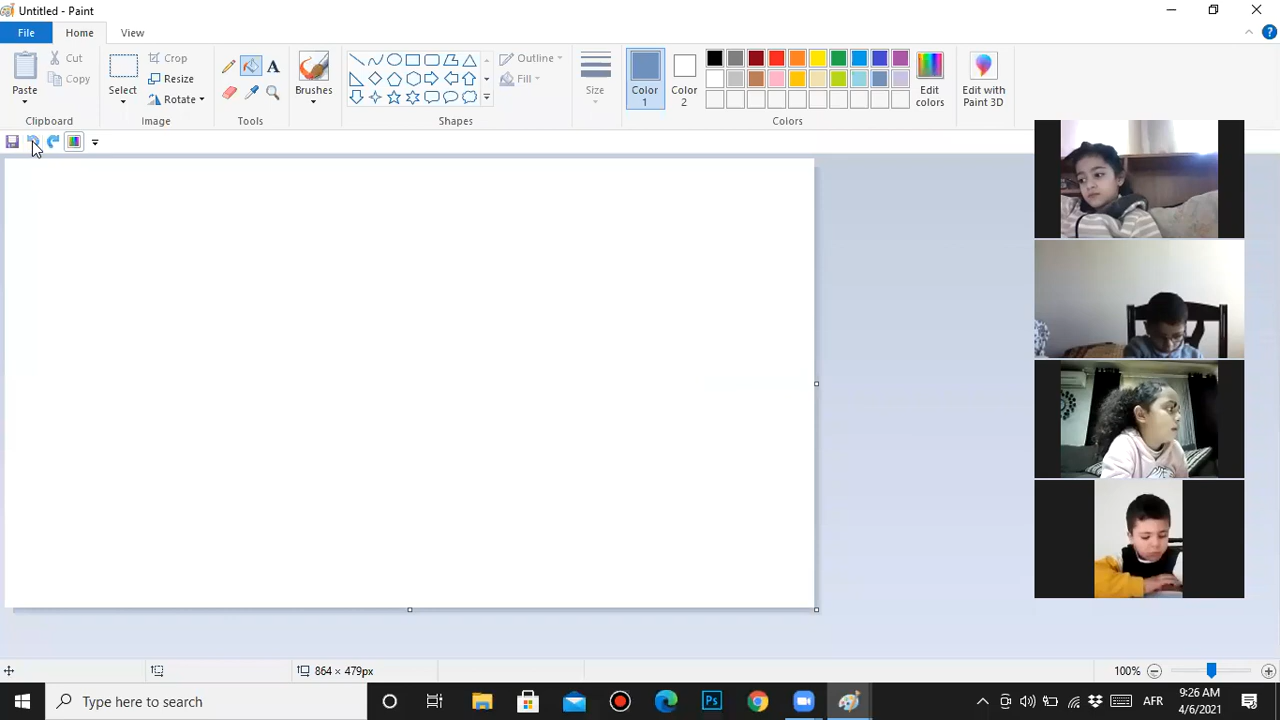 Untitled - Paint
File
Home
View
Paste
Cut
Copy
Clipboard
Select
Crop
Resize
Rotate
Image
A
Tools
Brushes
Outline
Fill
Shapes
Size
Color 1
Color 2
Edit colors
Edit with Paint 3D
Colors
864 × 479px
100%
Type here to search
Ps
AFR
9:26 AM
4/6/2021